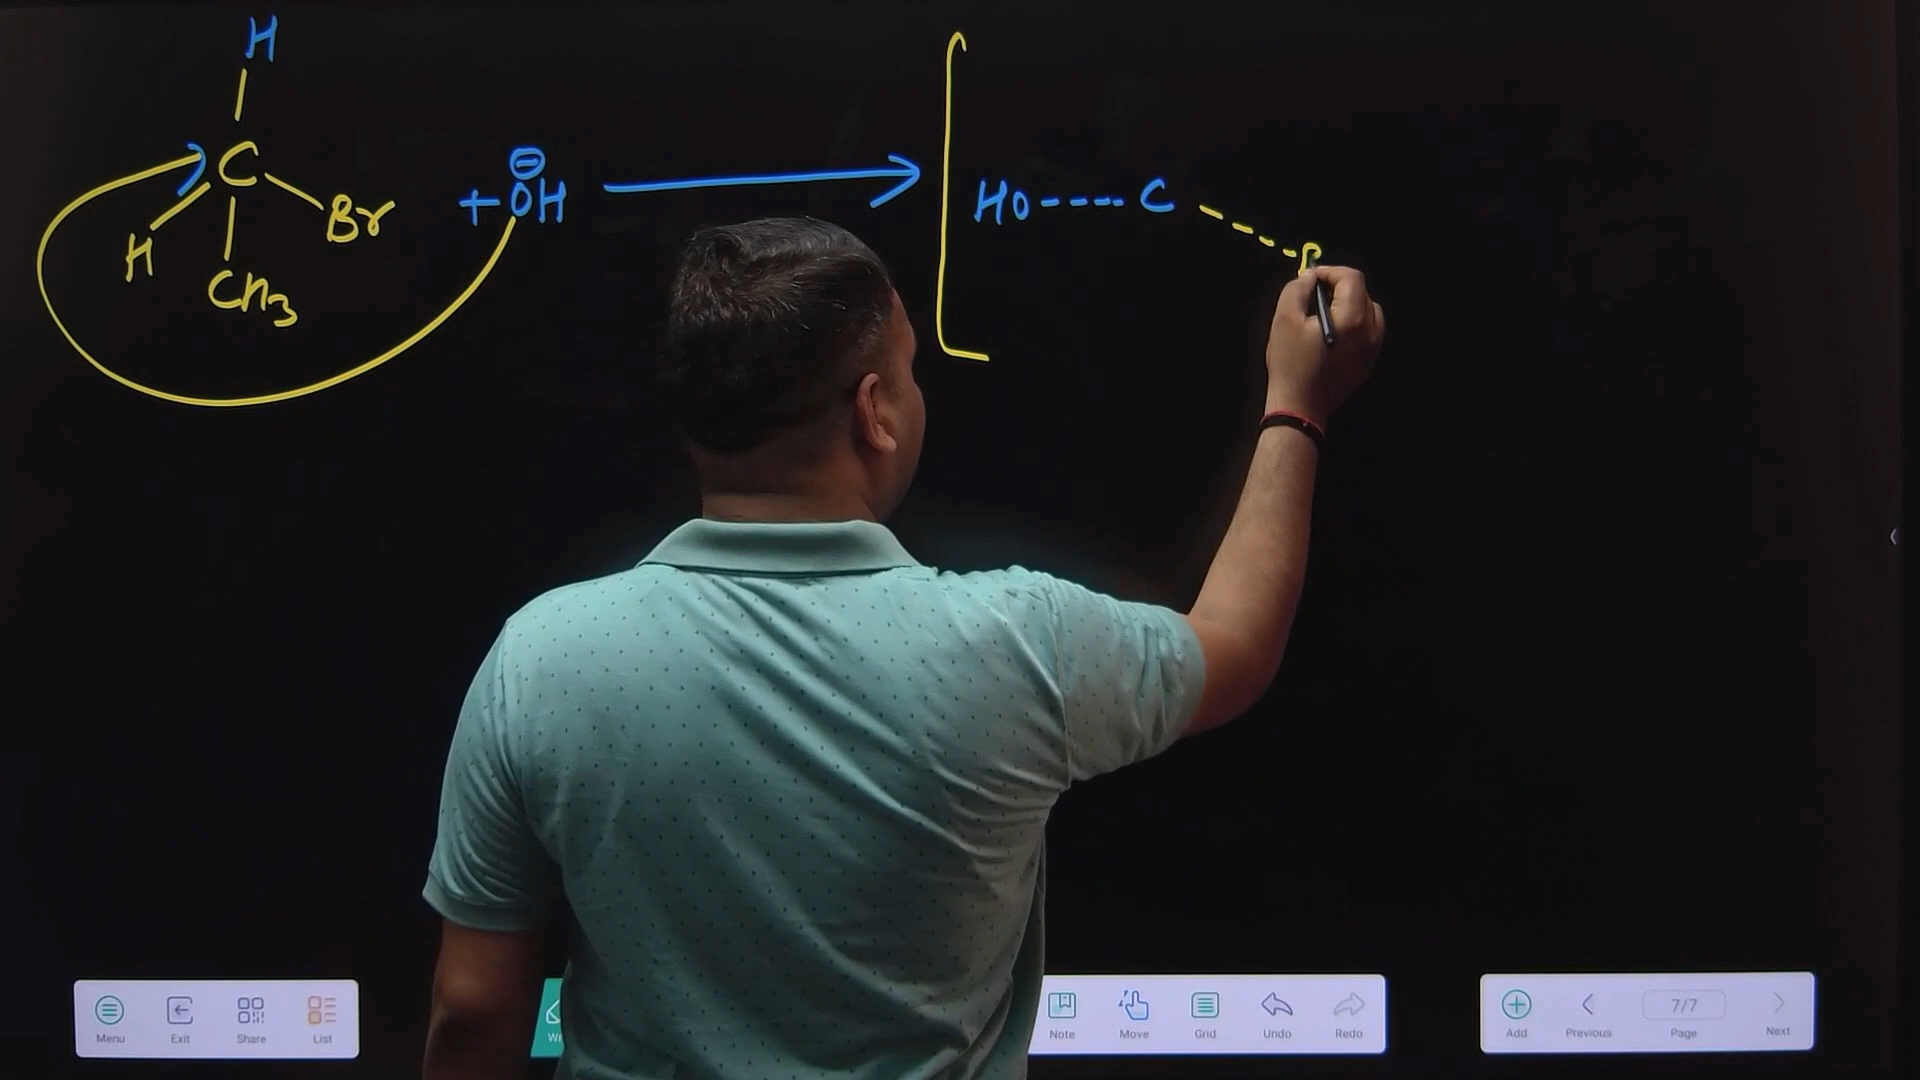 H
C
H
Br
CH3
+ ⊖OH
HO ---- C ----
Menu
Exit
Share
List
Note
Move
Grid
Undo
Redo
Add
Previous
7/7
Page
Next